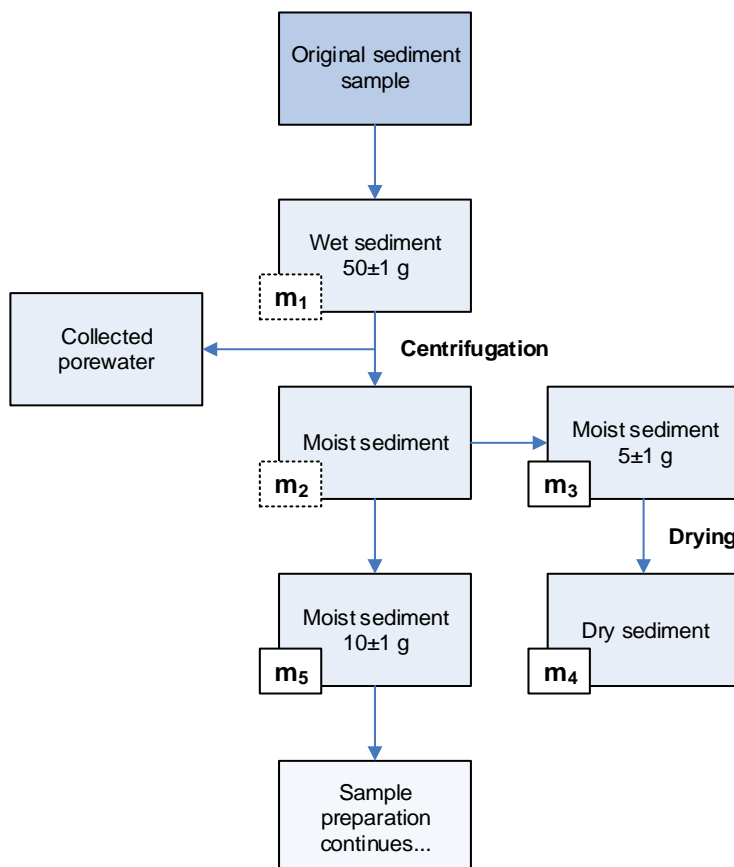 Original sediment
sample
Wet sediment
50±1 g
m₁
Collected
porewater
Centrifugation
Moist sediment
m₂
Moist sediment
5±1 g
m₃
Drying
Moist sediment
10±1 g
m₅
Dry sediment
m₄
Sample
preparation
continues...